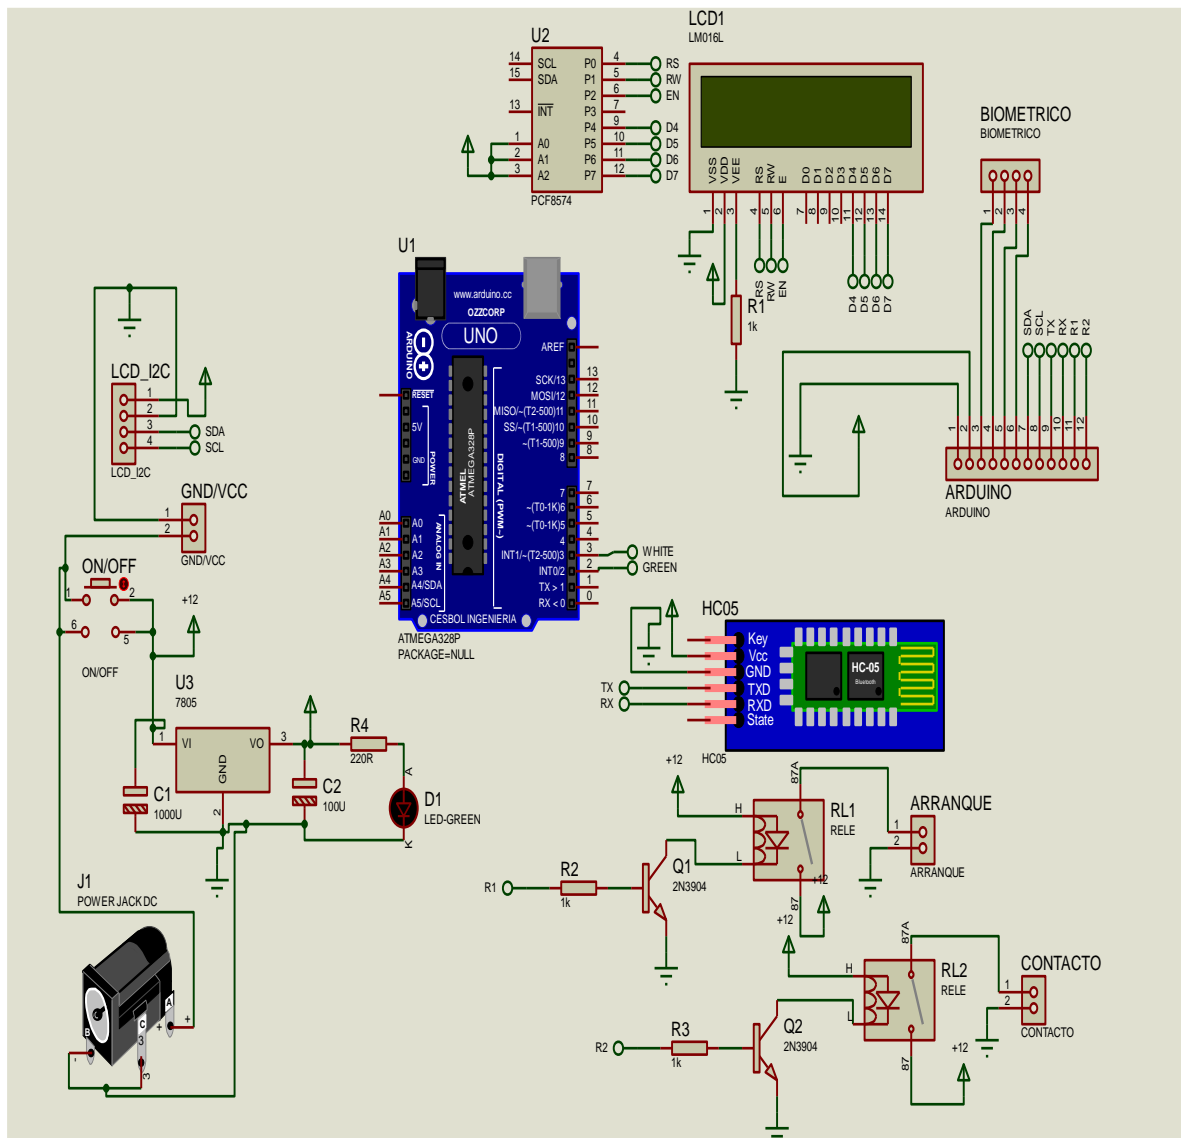 LCD1
LM016L
U2
14 SCL P0 4 RS
15 SDA P1 5 RW
P2 6 EN
13 INT P3 7
P4 9 D4
1 A0 P5 10 D5
2 A1 P6 11 D6
3 A2 P7 12 D7
PCF8574
VSS VDD VEE RS RW E D0 D1 D2 D3 D4 D5 D6 D7
1 2 3 4 5 6 7 8 9 10 11 12 13 14
RS RW EN
D4 D5 D6 D7
R1
1k
BIOMETRICO
BIOMETRICO
1 2 3 4
SDA SCL TX RX R1 R2
1 2 3 4 5 6 7 8 9 10 11 12
ARDUINO
ARDUINO
U1
www.arduino.cc
OZZCORP
UNO
ARDUINO
AREF
RESET
5V
GND
POWER
ATMEL
ATMEGA328P
DIGITAL (PWM~)
ANALOG IN
SCK/13 13
MOSI/12 12
MISO/~(T2-500)11 11
SS/~(T1-500)10 10
~(T1-500)9 9
8 8
7 7
~(T0-1K)6 6
~(T0-1K)5 5
4 4
INT1/~(T2-500)3 3 WHITE
INT0/2 2 GREEN
TX > 1 1
RX < 0 0
A0 A0
A1 A1
A2 A2
A3 A3
A4 A4/SDA
A5 A5/SCL
CESBOL INGENIERIA
ATMEGA328P
PACKAGE=NULL
LCD_I2C
1
2
3 SDA
4 SCL
LCD_I2C
GND/VCC
1
2
GND/VCC
ON/OFF
1 2
6 5
ON/OFF
+12
U3
7805
1 VI VO 3
GND
2
C1
1000U
C2
100U
R4
220R
A
D1
LED-GREEN
K
J1
POWER JACK DC
A
B
C
3
+
+
-
3
HC05
Key
Vcc
GND
TX TXD
RX RXD
State
HC-05
Bluetooth
HC05
+12
87A
H
L
RL1
RELE
87
+12
ARRANQUE
1
2
ARRANQUE
R1
R2
1k
Q1
2N3904
+12
87A
H
L
RL2
RELE
87
+12
CONTACTO
1
2
CONTACTO
R2
R3
1k
Q2
2N3904